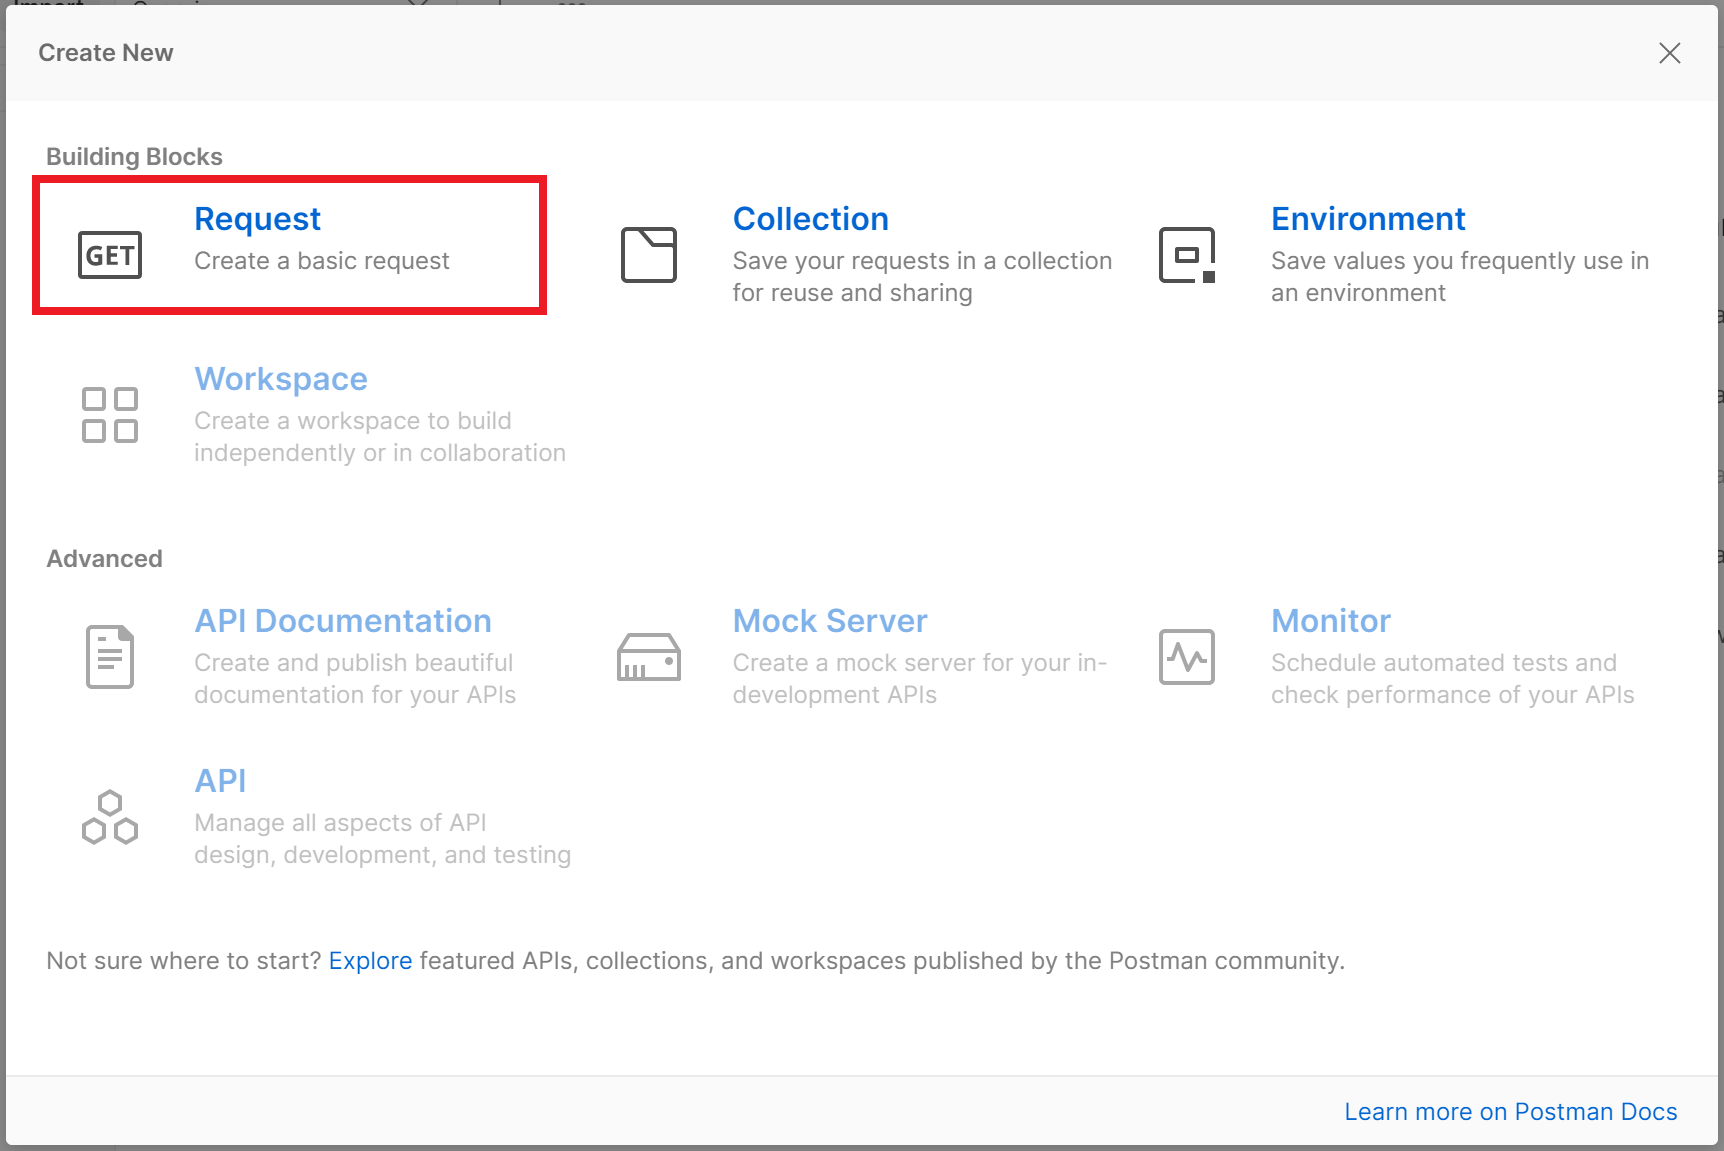 Create New
Building Blocks
GET
Request
Create a basic request
Collection
Save your requests in a collection
for reuse and sharing
Environment
Save values you frequently use in
an environment
Workspace
Create a workspace to build
independently or in collaboration
Advanced
API Documentation
Create and publish beautiful
documentation for your APIs
Mock Server
Create a mock server for your in-
development APIs
Monitor
Schedule automated tests and
check performance of your APIs
API
Manage all aspects of API
design, development, and testing
Not sure where to start? Explore featured APIs, collections, and workspaces published by the Postman community.
Learn more on Postman Docs